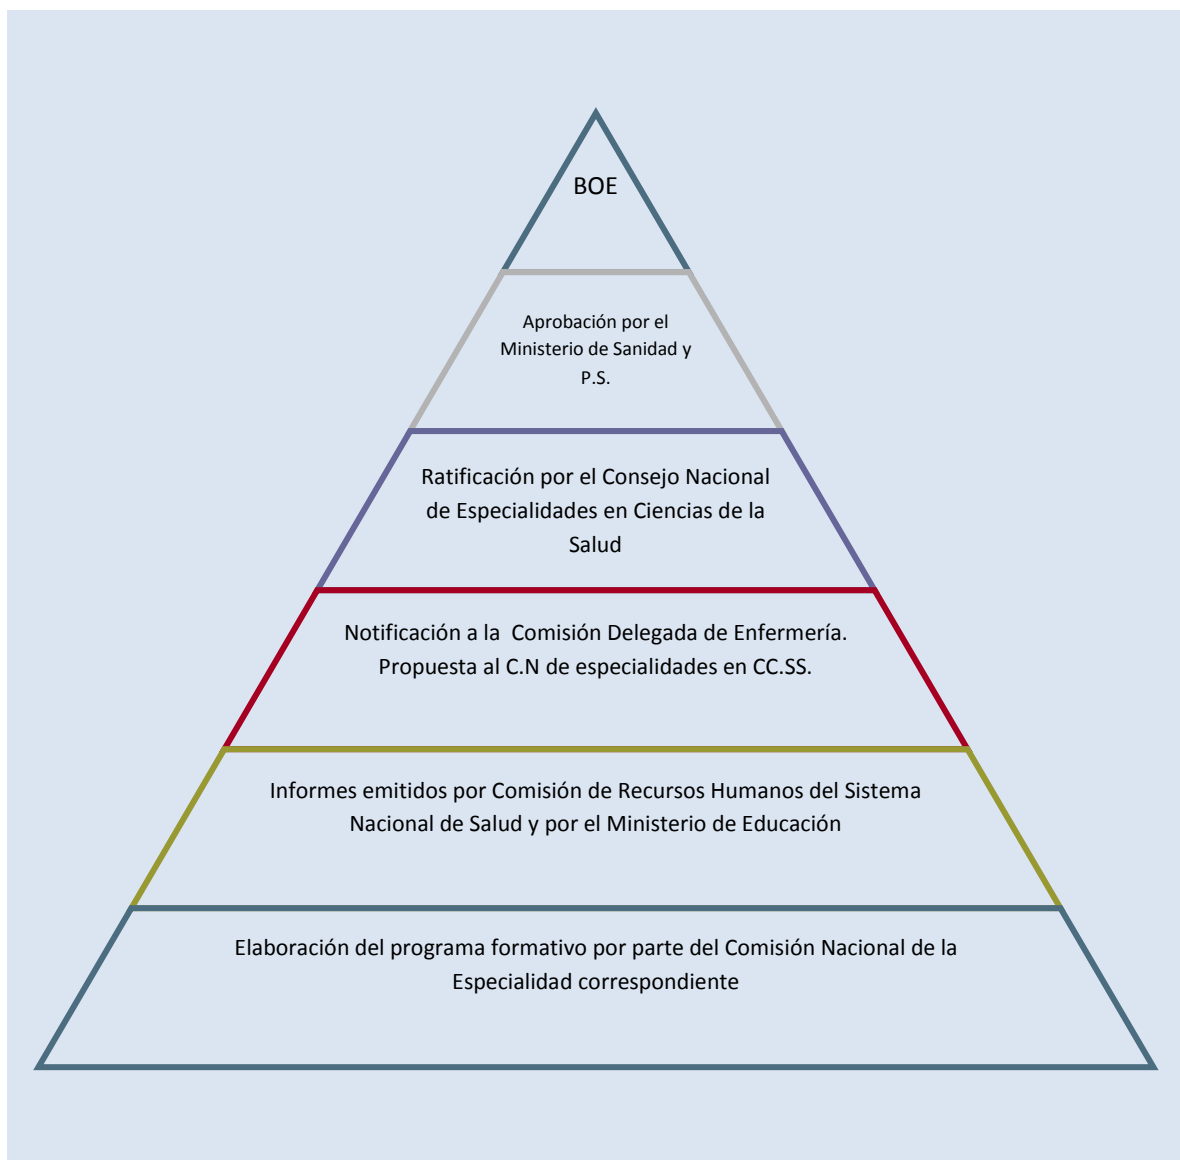 BOE
Aprobación por el
Ministerio de Sanidad y
P.S.
Ratificación por el Consejo Nacional
de Especialidades en Ciencias de la
Salud
Notificación a la  Comisión Delegada de Enfermería.
Propuesta al C.N de especialidades en CC.SS.
Informes emitidos por Comisión de Recursos Humanos del Sistema
Nacional de Salud y por el Ministerio de Educación
Elaboración del programa formativo por parte del Comisión Nacional de la
Especialidad correspondiente